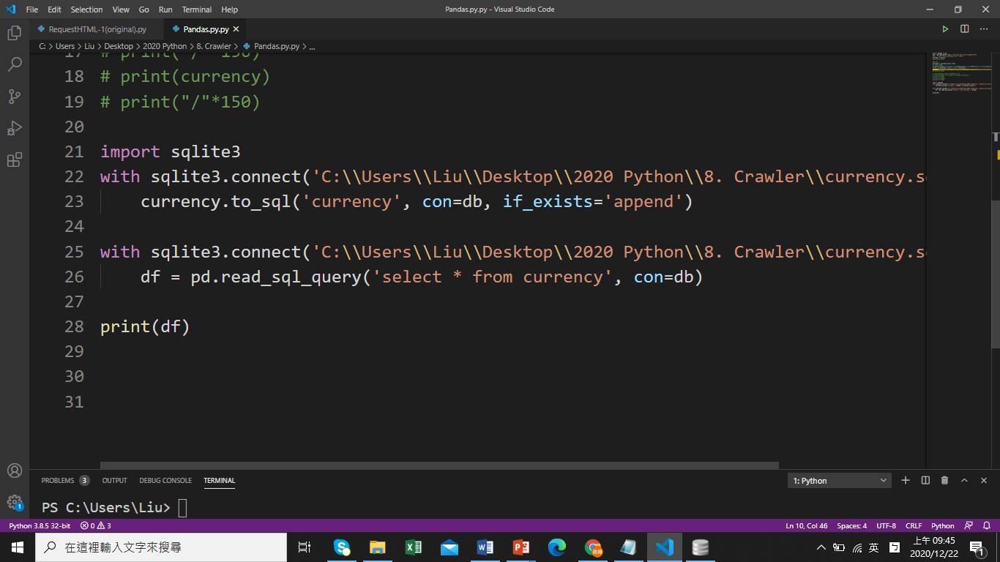 File Edit Selection View Go Run Terminal Help Pandas.py.py - Visual Studio Code
RequestHTML-1(original).py Pandas.py.py
C: > Users > Liu > Desktop > 2020 Python > 8. Crawler > Pandas.py.py > ...
17 # print("/"*150)
18 # print(currency)
19 # print("/"*150)
20
21 import sqlite3
22 with sqlite3.connect('C:\\Users\\Liu\\Desktop\\2020 Python\\8. Crawler\\currency.s
23 currency.to_sql('currency', con=db, if_exists='append')
24
25 with sqlite3.connect('C:\\Users\\Liu\\Desktop\\2020 Python\\8. Crawler\\currency.s
26 df = pd.read_sql_query('select * from currency', con=db)
27
28 print(df)
29
30
31
PROBLEMS 3 OUTPUT DEBUG CONSOLE TERMINAL 1: Python
PS C:\Users\Liu>
1
Python 3.8.5 32-bit 0 3 Ln 10, Col 46 Spaces: 4 UTF-8 CRLF Python
在這裡輸入文字來搜尋 英 上午 09:45
2020/12/22 1